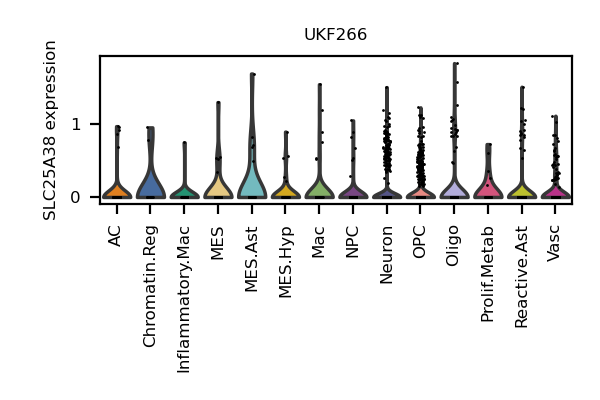 UKF266
SLC25A38 expression
1
0
AC
Chromatin.Reg
Inflammatory.Mac
MES
MES.Ast
MES.Hyp
Mac
NPC
Neuron
OPC
Oligo
Prolif.Metab
Reactive.Ast
Vasc